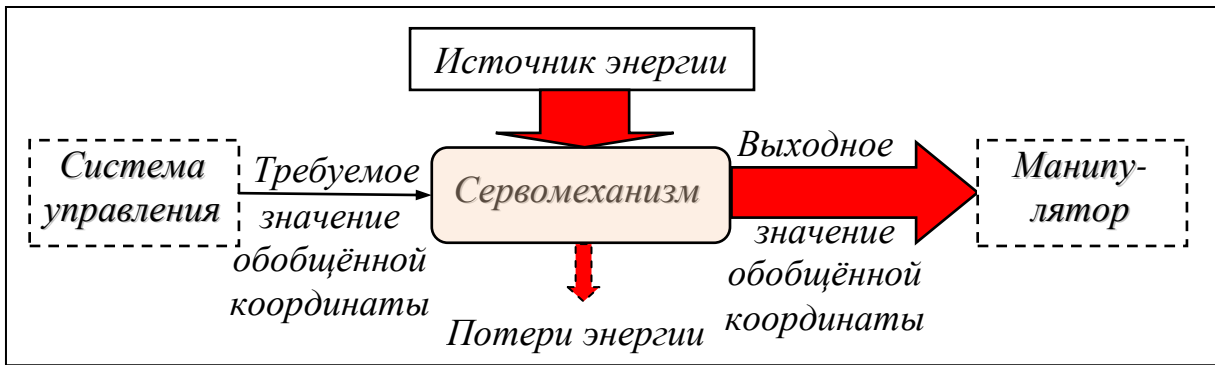 Источник энергии
Система
управления
Требуемое
значение
обобщённой
координаты
Сервомеханизм
Выходное
значение
обобщённой
координаты
Манипу-
лятор
Потери энергии